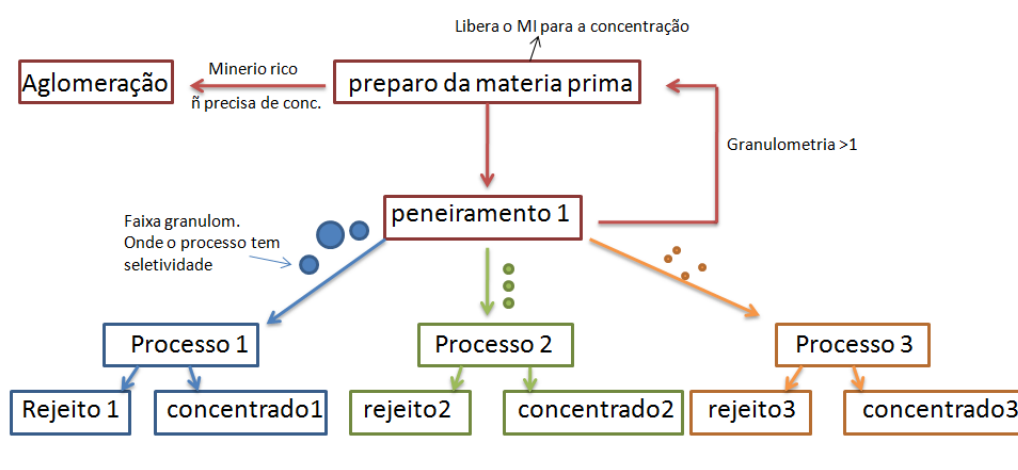 Libera o MI para a concentração
Aglomeração
Minerio rico
ñ precisa de conc.
preparo da materia prima
Granulometria >1
peneiramento 1
Faixa granulom.
Onde o processo tem
seletividade
Processo 1
Processo 2
Processo 3
Rejeito 1
concentrado1
rejeito2
concentrado2
rejeito3
concentrado3